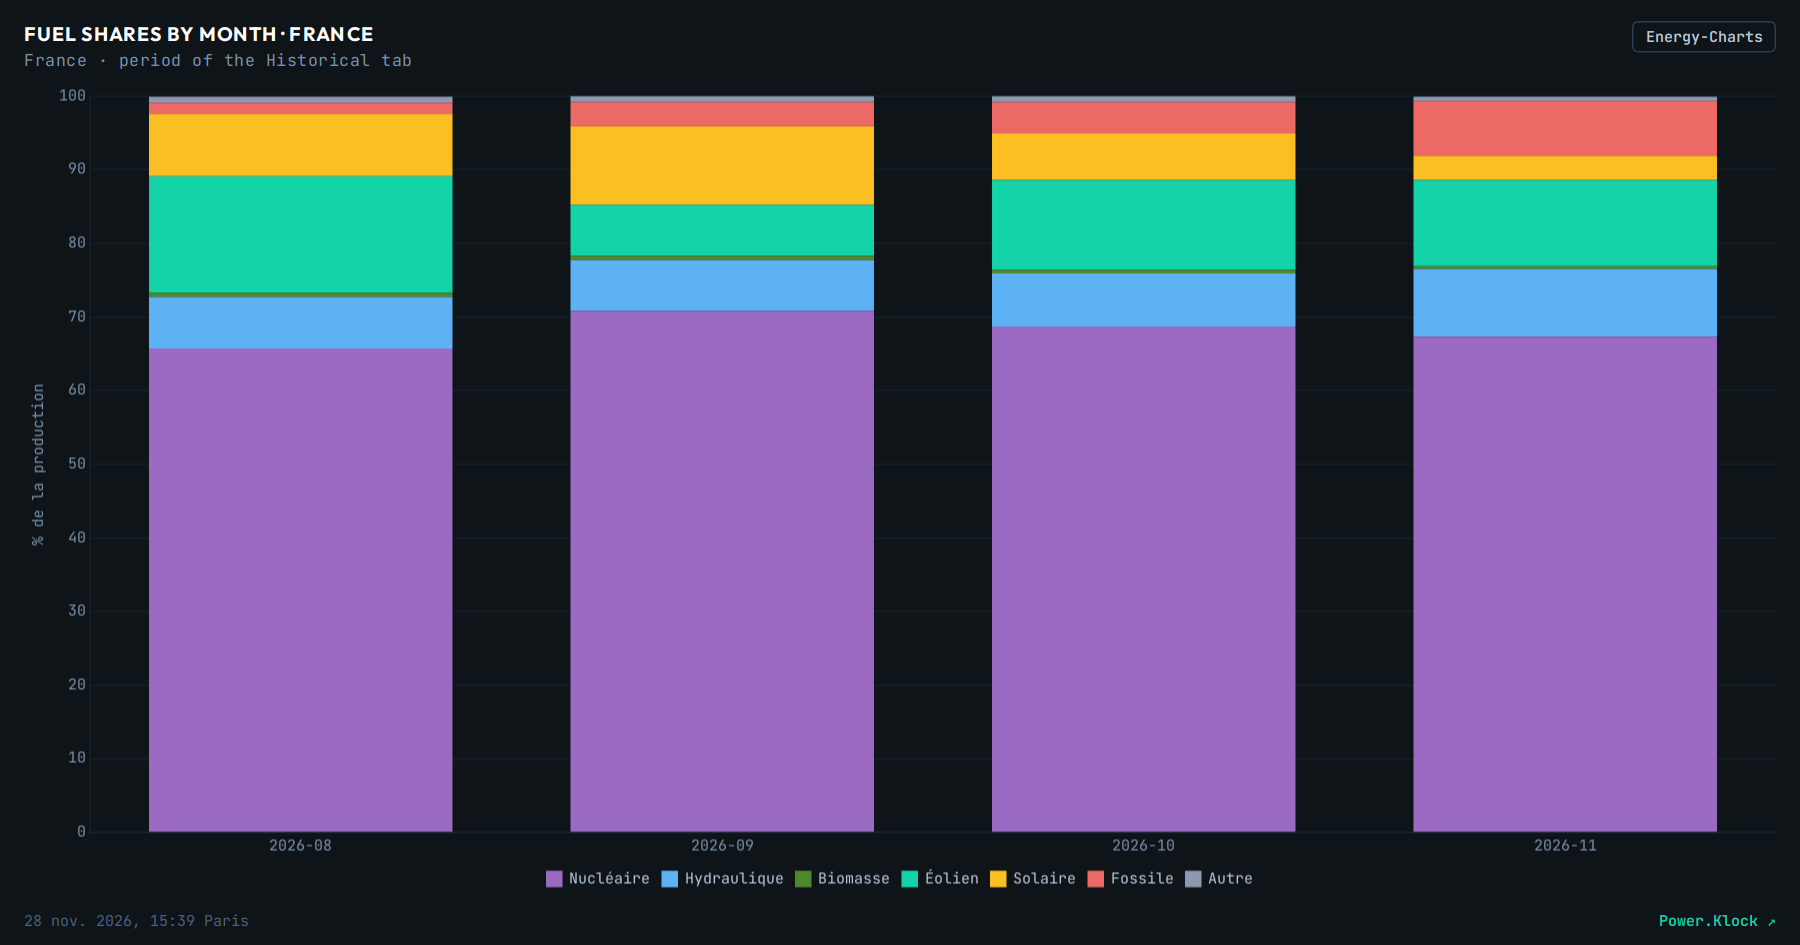 FUEL SHARES BY MONTH · FRANCE
Energy-Charts
France · period of the Historical tab
100
90
80
70
60
50
40
30
20
10
0
% de la production
2026-08 2026-09 2026-10 2026-11
Nucléaire Hydraulique Biomasse Éolien Solaire Fossile Autre
28 nov. 2026, 15:39 Paris
Power.Klock ↗